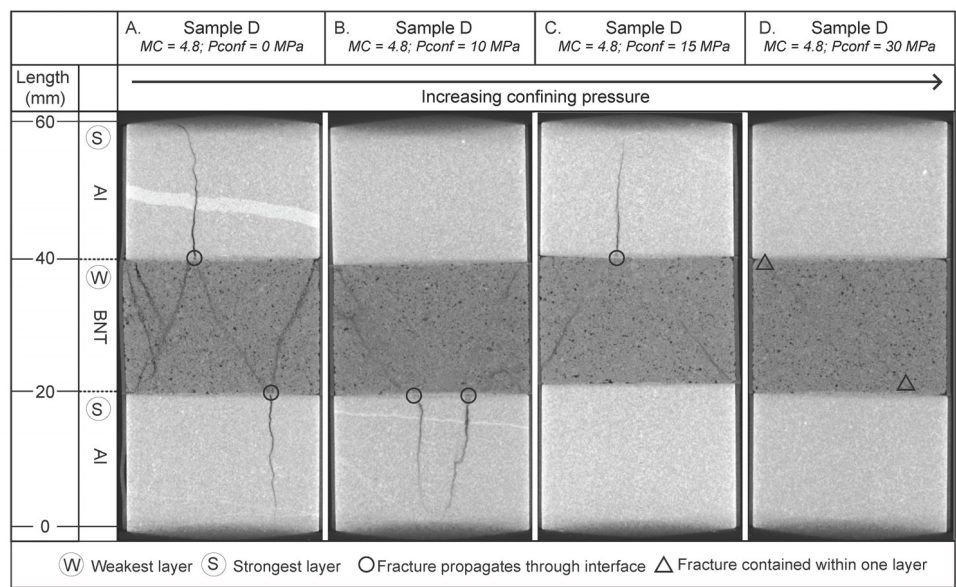 A. Sample D
MC = 4.8; Pconf = 0 MPa
B. Sample D
MC = 4.8; Pconf = 10 MPa
C. Sample D
MC = 4.8; Pconf = 15 MPa
D. Sample D
MC = 4.8; Pconf = 30 MPa
Length
(mm)
Increasing confining pressure
60
S
AI
40
W
BNT
20
S
AI
0
W Weakest layer S Strongest layer Fracture propagates through interface Fracture contained within one layer